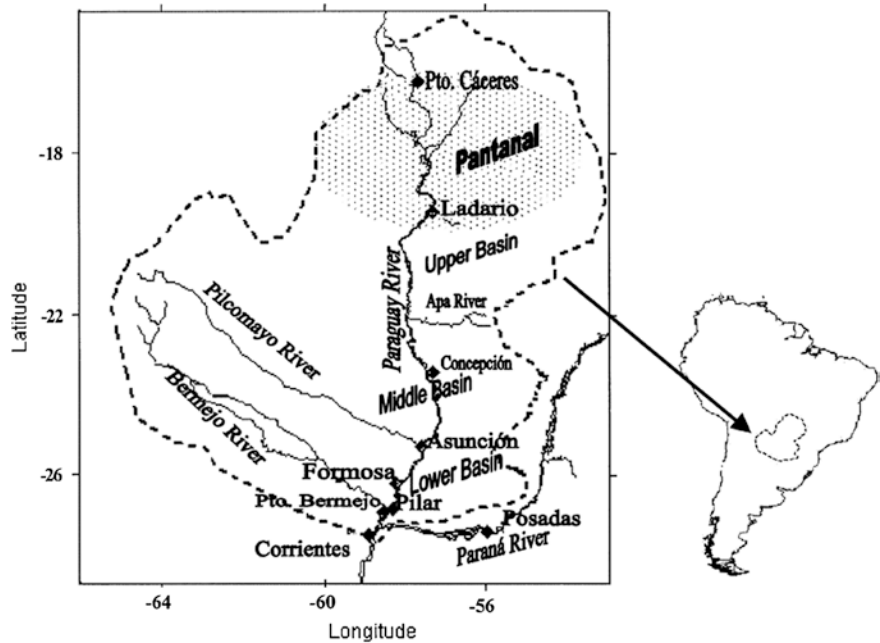 Pto. Cáceres
-18
Pantanal
Ladario
Upper Basin
Paraguay River
Latitude
-22
Apa River
Pilcomayo River
Concepción
Middle Basin
Bermejo River
Asunción
-26
Formosa
Lower Basin
Pto. Bermejo
Pilar
Posadas
Corrientes
Paraná River
-64
-60
-56
Longitude